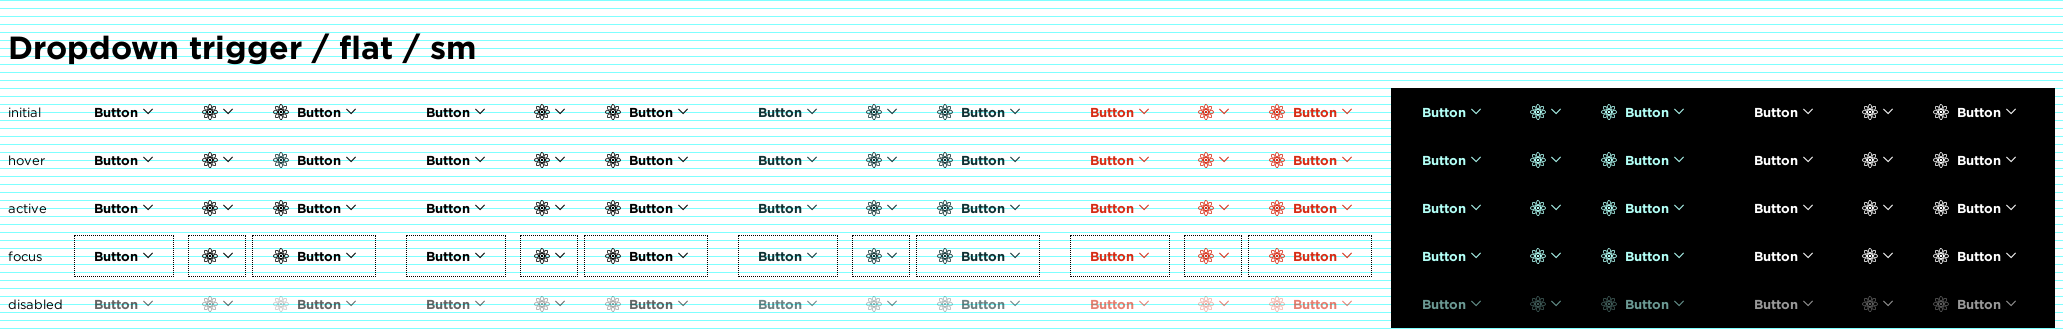 Dropdown trigger / flat / sm
initial Button Button Button Button Button Button Button Button Button Button Button Button
hover Button Button Button Button Button Button Button Button Button Button Button Button
active Button Button Button Button Button Button Button Button Button Button Button Button
focus Button Button Button Button Button Button Button Button Button Button Button Button
disabled Button Button Button Button Button Button Button Button Button Button Button Button